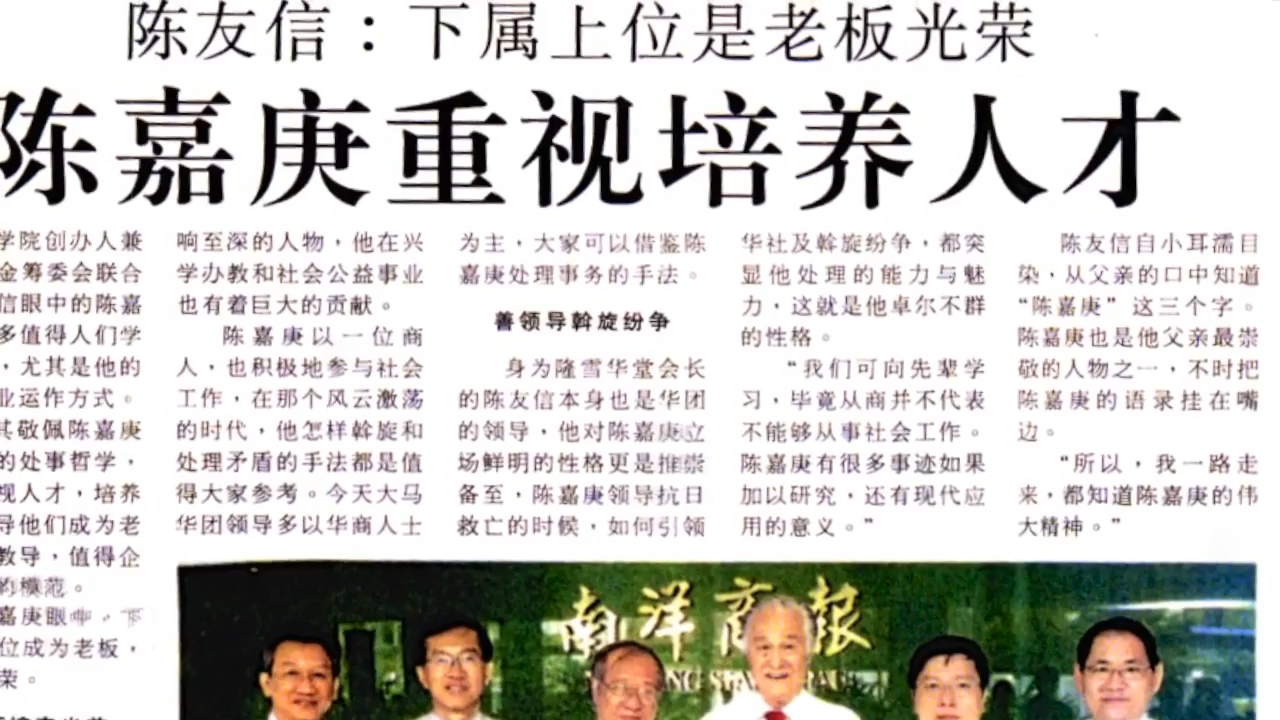 陈友信：下属上位是老板光荣
陈嘉庚重视培养人才
学院创办人兼
金筹委会联合
信眼中的陈嘉
多值得人们学
，尤其是他的
业运作方式。
其敬佩陈嘉庚
的处事哲学，
视人才，培养
导他们成为老
教导，值得企
的模范。
嘉庚眼中，下
位成为老板，
荣。
响至深的人物，他在兴
学办教和社会公益事业
也有着巨大的贡献。
陈嘉庚以一位商
人，也积极地参与社会
工作，在那个风云激荡
的时代，他怎样斡旋和
处理矛盾的手法都是值
得大家参考。今天大马
华团领导多以华商人士
为主，大家可以借鉴陈
嘉庚处理事务的手法。
善领导斡旋纷争
身为隆雪华堂会长
的陈友信本身也是华团
的领导，他对陈嘉庚立
场鲜明的性格更是推崇
备至，陈嘉庚领导抗日
救亡的时候，如何引领
华社及斡旋纷争，都突
显他处理的能力与魅
力，这就是他卓尔不群
的性格。
“我们可向先辈学
习，毕竟从商并不代表
不能够从事社会工作。
陈嘉庚有很多事迹如果
加以研究，还有现代应
用的意义。”
陈友信自小耳濡目
染，从父亲的口中知道
“陈嘉庚”这三个字。
陈嘉庚也是他父亲最崇
敬的人物之一，不时把
陈嘉庚的语录挂在嘴
边。
“所以，我一路走
来，都知道陈嘉庚的伟
大精神。”
南洋商报